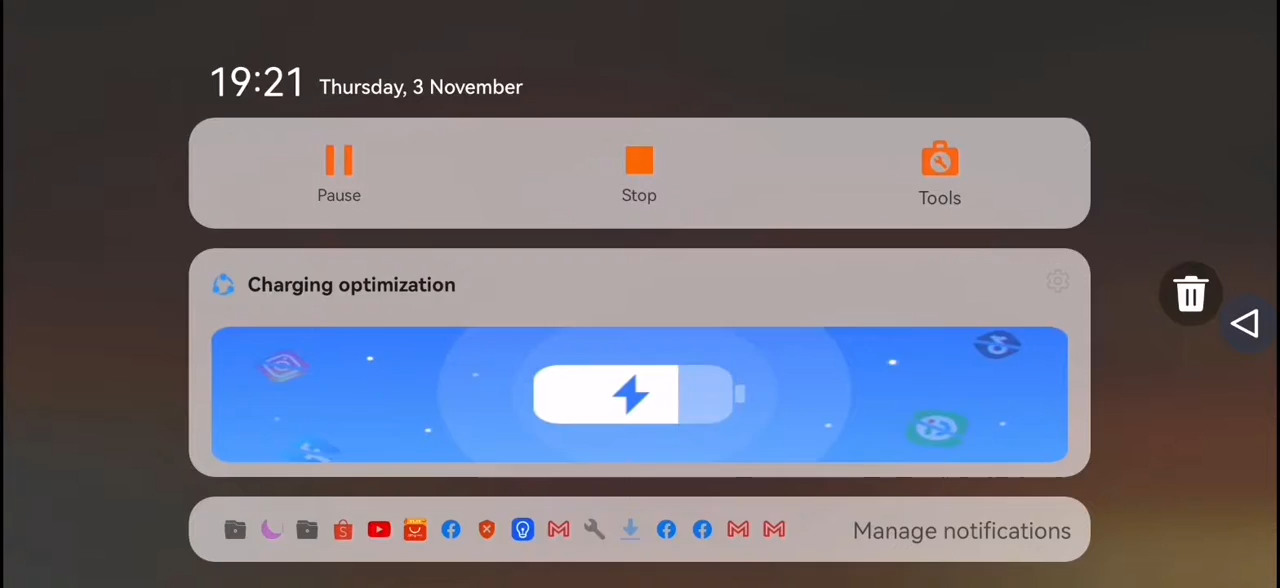 19:21 Thursday, 3 November
Pause Stop Tools
Charging optimization
Manage notifications